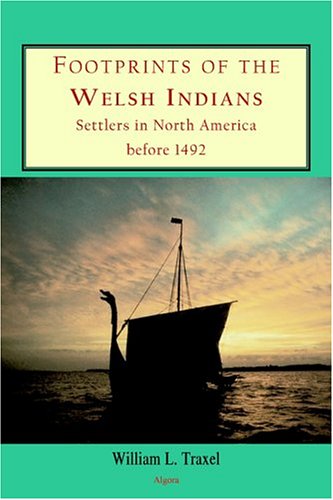 FOOTPRINTS OF THE
WELSH INDIANS
Settlers in North America
before 1492
William L. Traxel
Algora